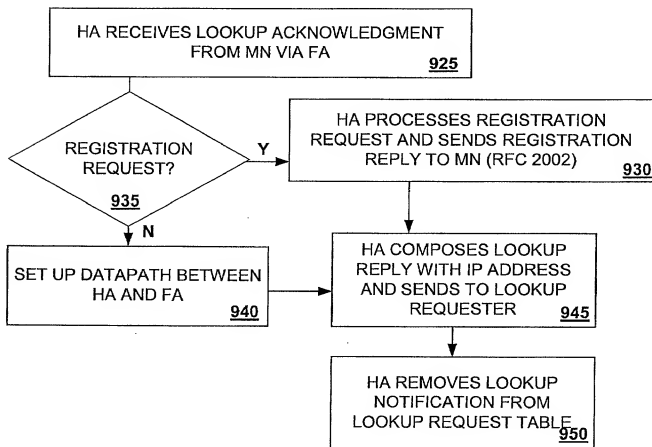 HA RECEIVES LOOKUP ACKNOWLEDGMENT
FROM MN VIA FA
925
REGISTRATION
REQUEST?
935
Y
N
HA PROCESSES REGISTRATION
REQUEST AND SENDS REGISTRATION
REPLY TO MN (RFC 2002)
930
SET UP DATAPATH BETWEEN
HA AND FA
940
HA COMPOSES LOOKUP
REPLY WITH IP ADDRESS
AND SENDS TO LOOKUP
REQUESTER
945
HA REMOVES LOOKUP
NOTIFICATION FROM
LOOKUP REQUEST TABLE
950